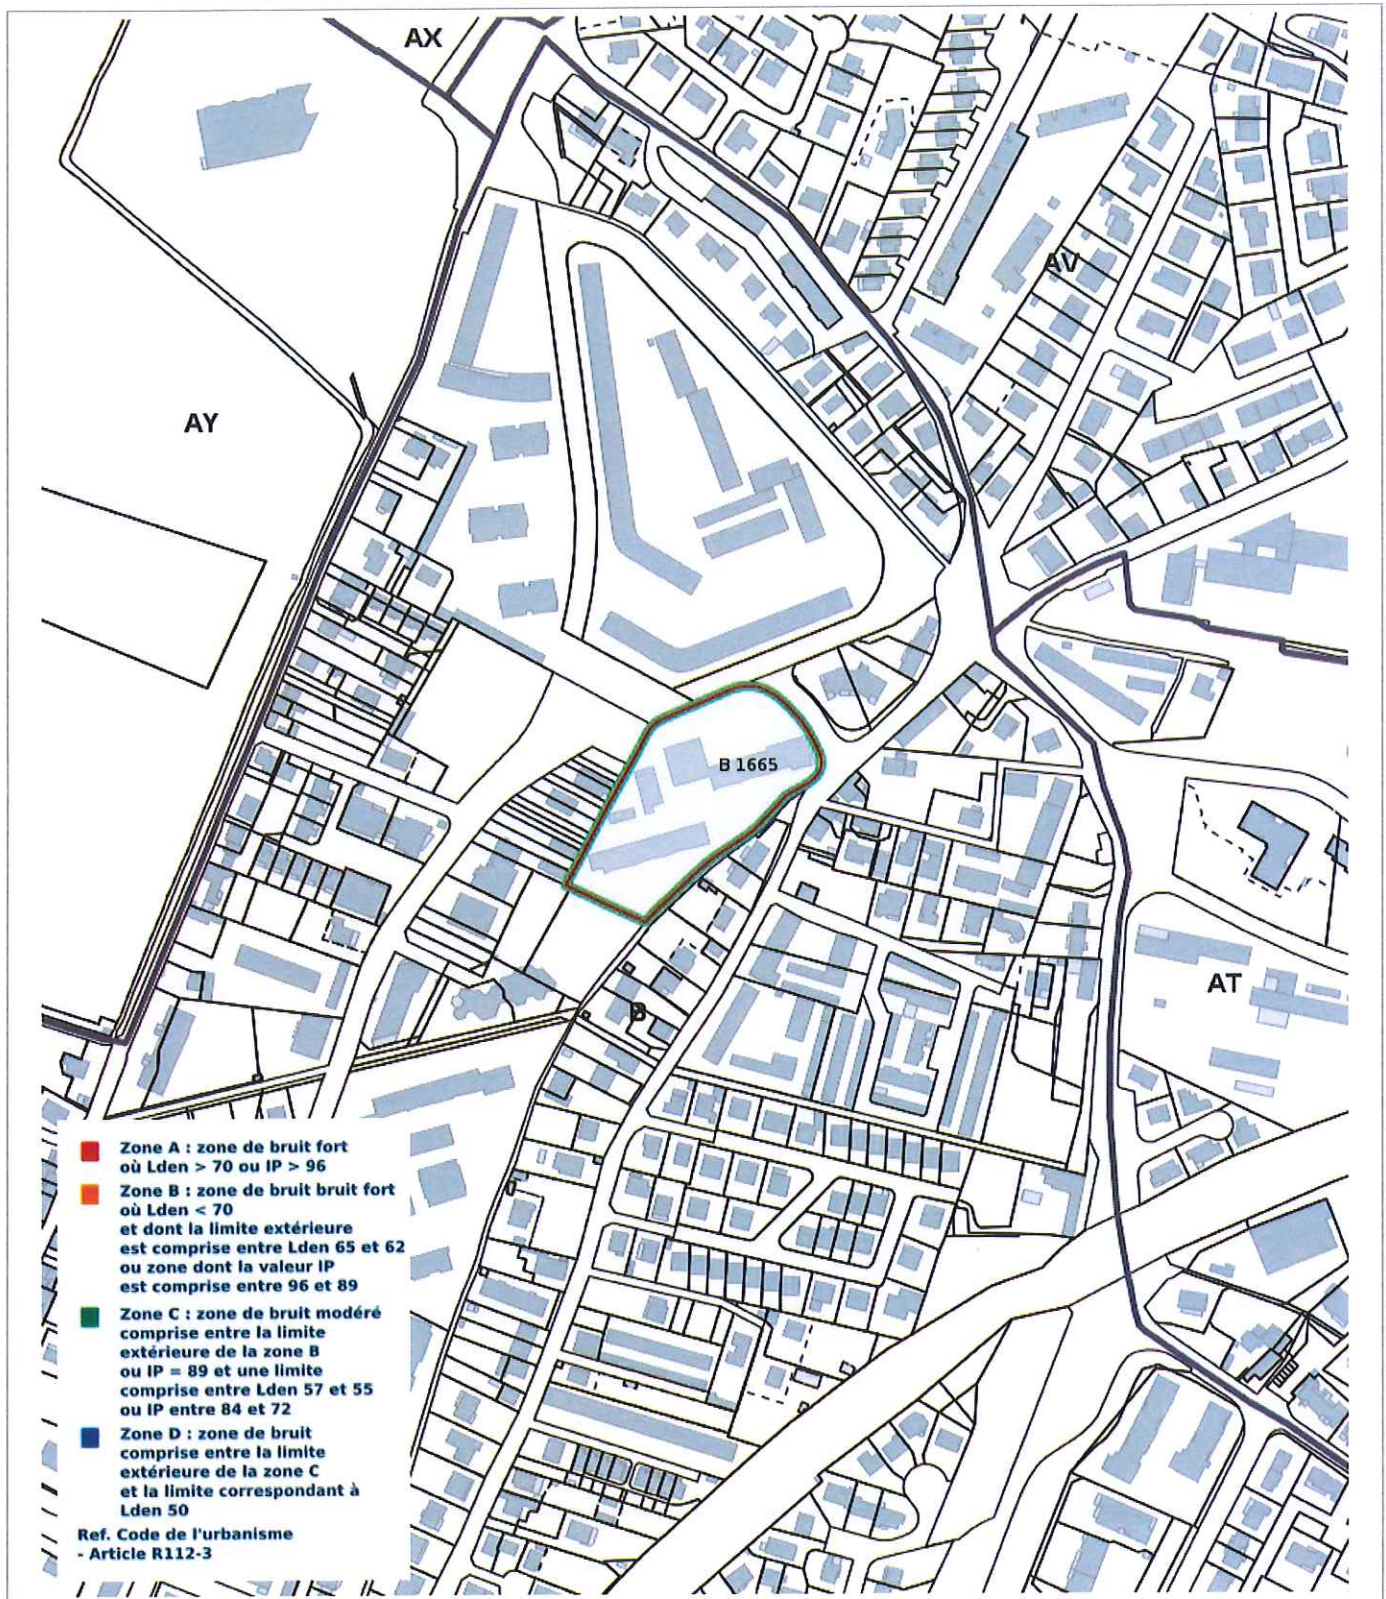 AX
AV
AY
B 1665
AT
B
Zone A : zone de bruit fort
où Lden > 70 ou IP > 96
Zone B : zone de bruit bruit fort
où Lden < 70
et dont la limite extérieure
est comprise entre Lden 65 et 62
ou zone dont la valeur IP
est comprise entre 96 et 89
Zone C : zone de bruit modéré
comprise entre la limite
extérieure de la zone B
ou IP = 89 et une limite
comprise entre Lden 57 et 55
ou IP entre 84 et 72
Zone D : zone de bruit
comprise entre la limite
extérieure de la zone C
et la limite correspondant à
Lden 50
Ref. Code de l'urbanisme
- Article R112-3